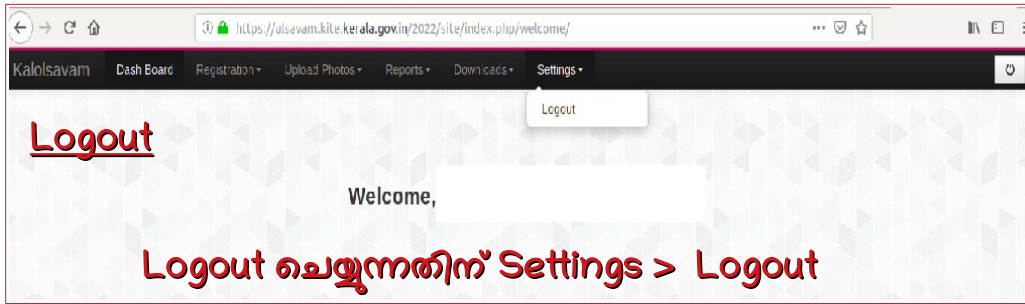 https://ulsavam.kite.kerala.gov.in/2022/site/index.php/welcome/
Kalolsavam Dash Board Registration Upload Photos Reports Downloads Settings
Logout
Logout
Welcome,
Logout ചെയ്യുന്നതിന് Settings > Logout